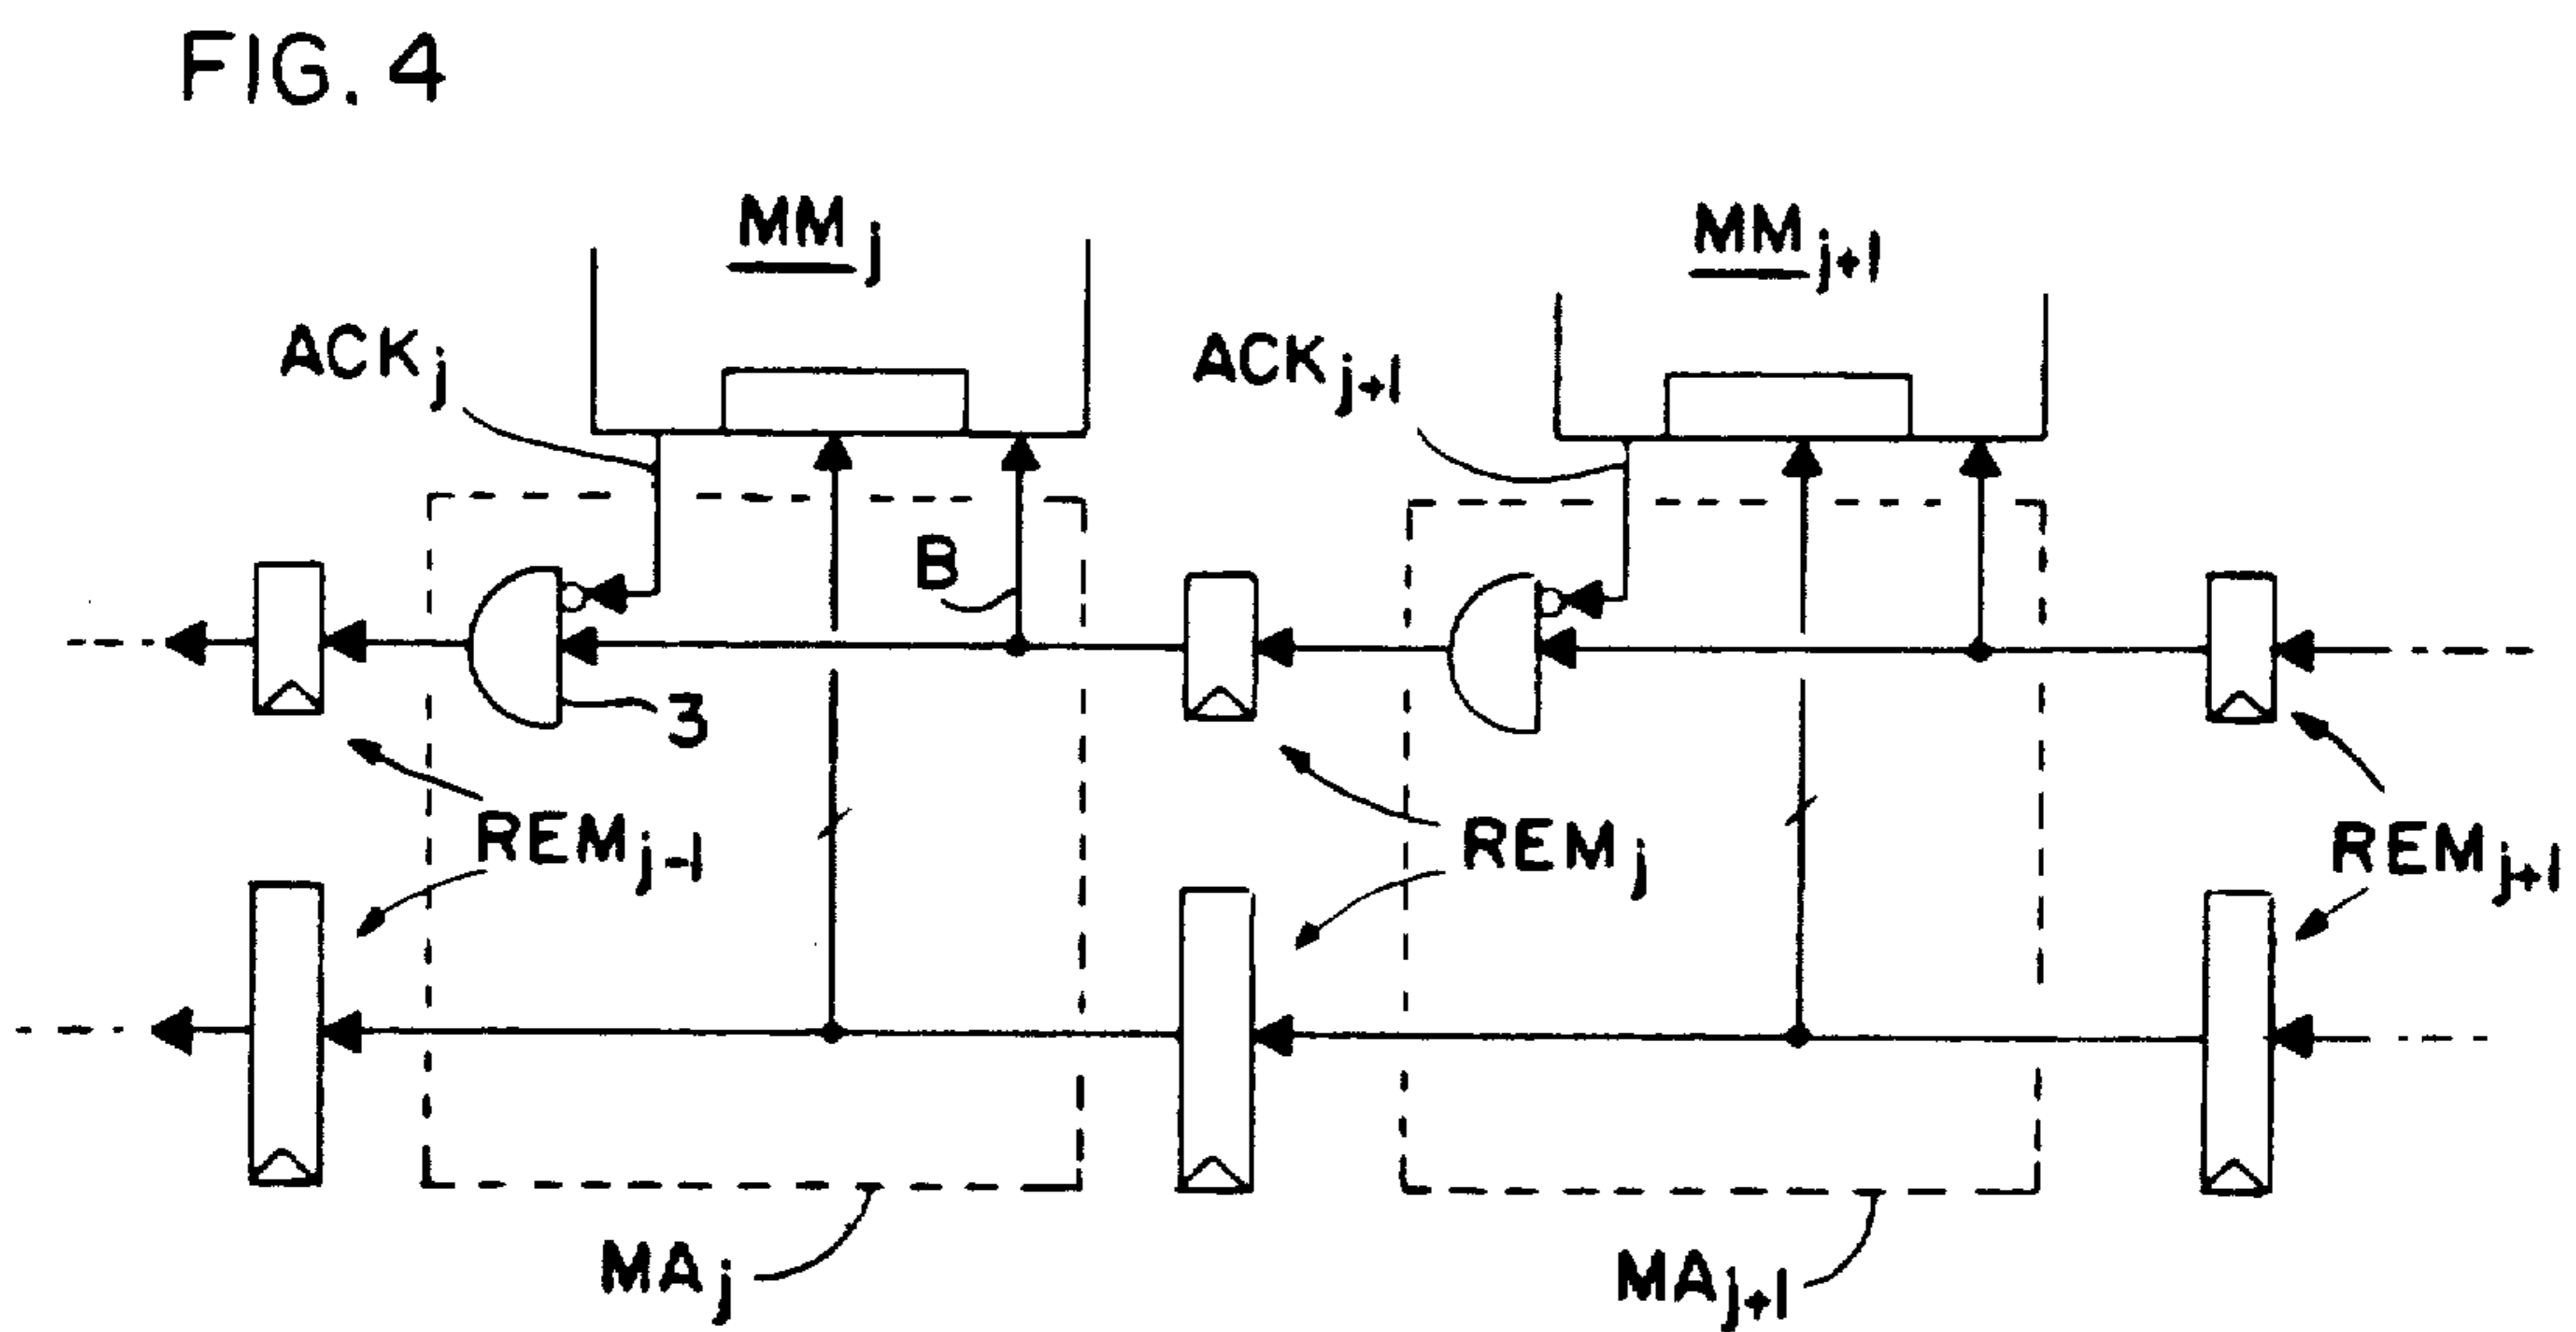 FIG. 4
MMj
MMj+1
ACKj
ACKj+1
B
3
REMj-1
REMj
REMj+1
MAj
MAj+1